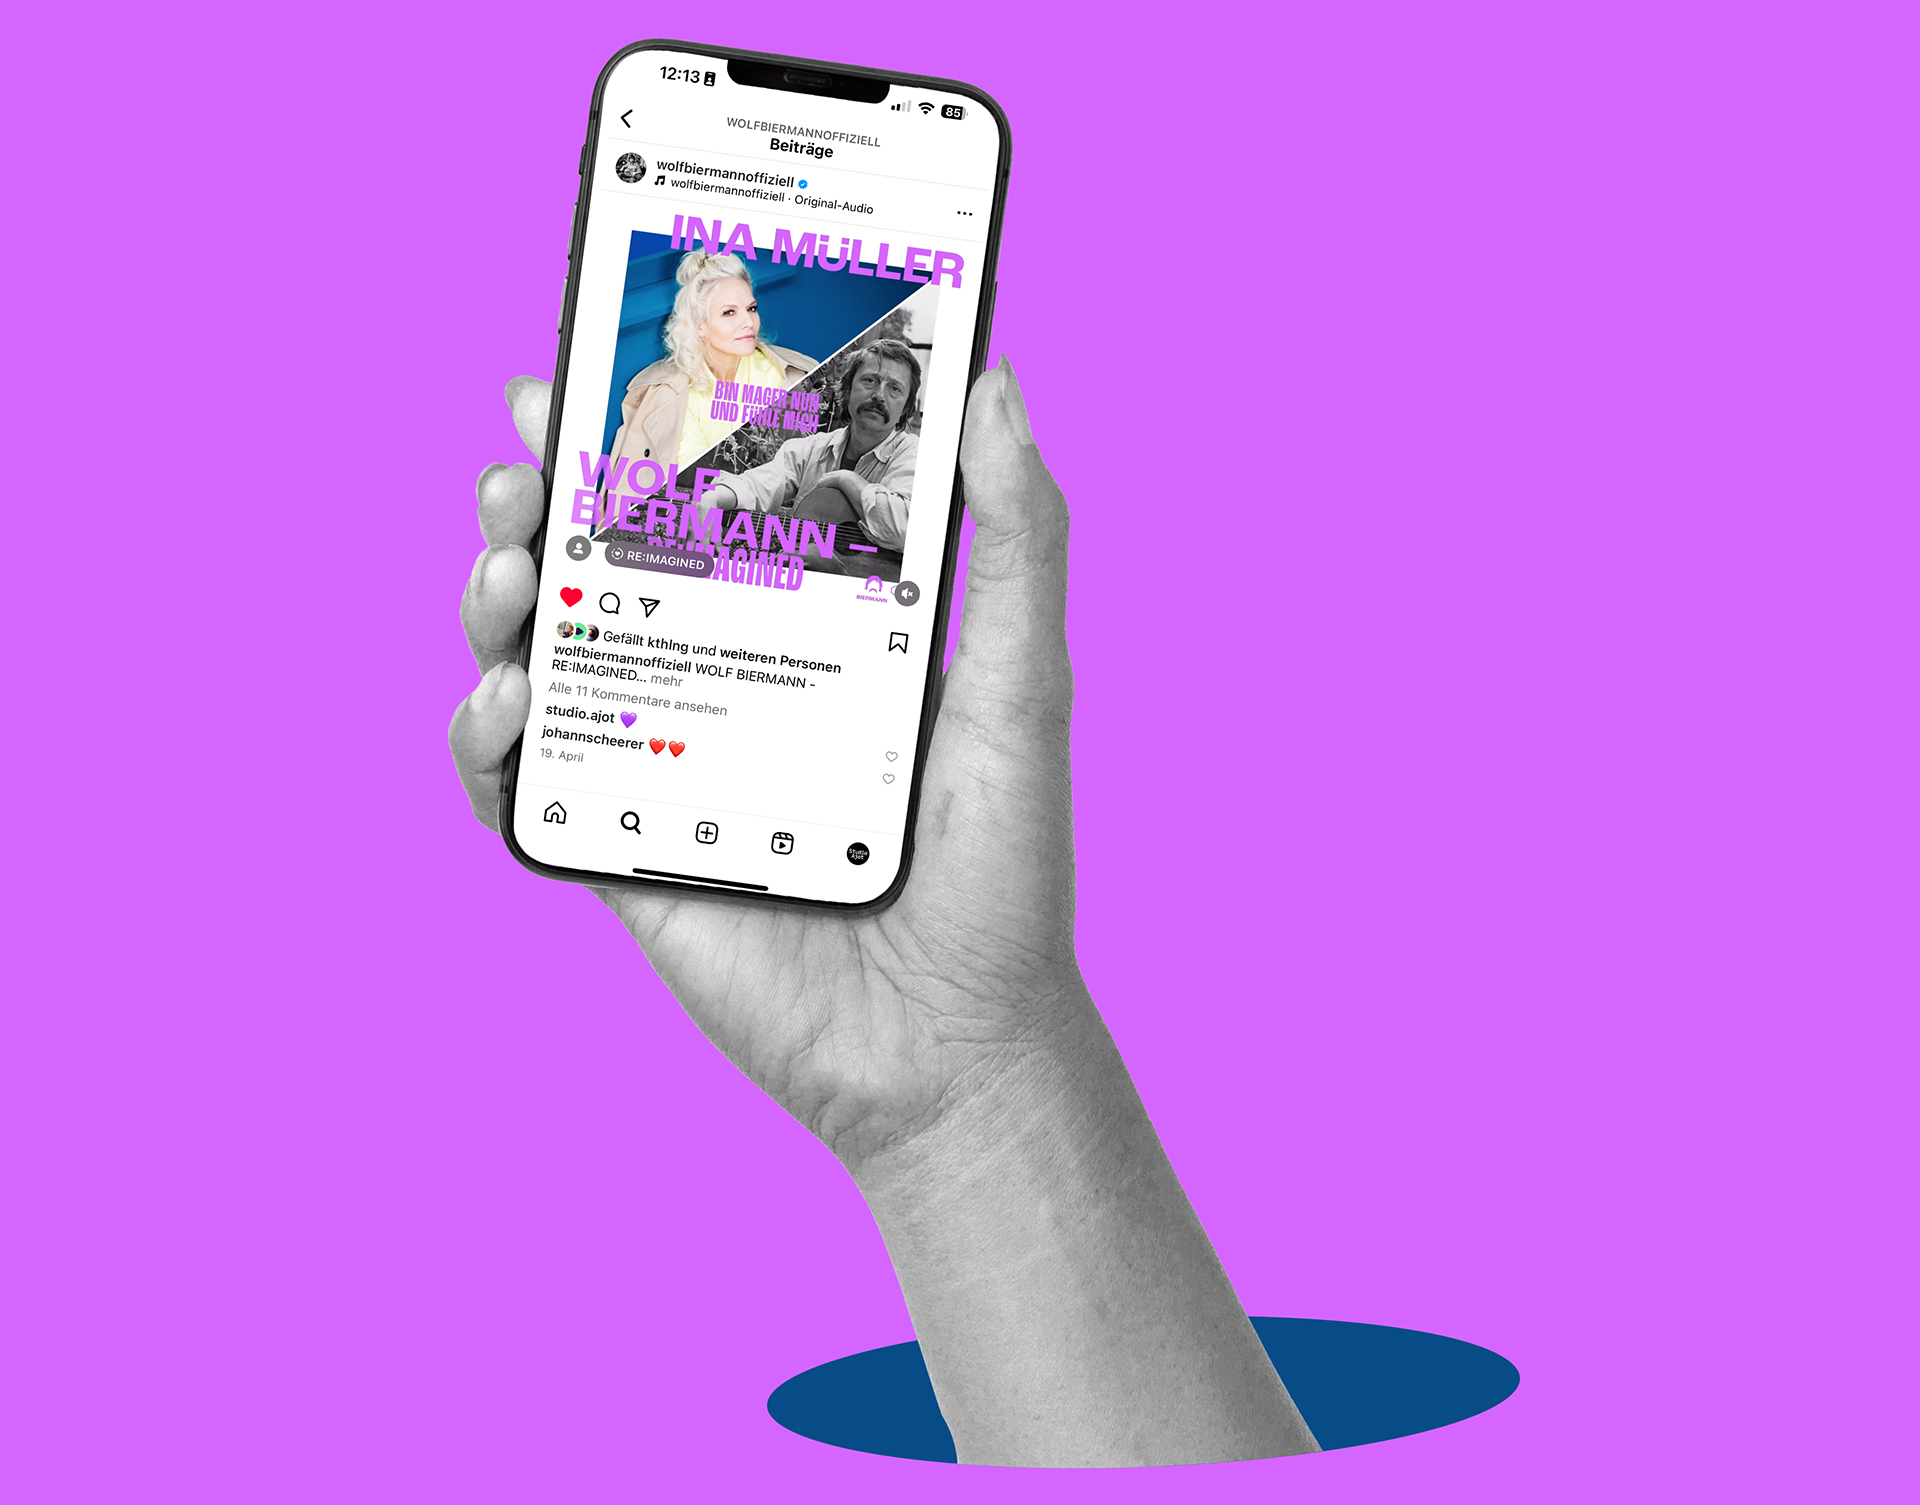 12:13
85
WOLFBIERMANNOFFIZIELL
Beiträge
wolfbiermannoffiziell
wolfbiermannoffiziell · Original-Audio
INA MÜLLER
BIN MAGER NUN
UND FÜHLE MICH
WOLF
BIERMANN –
RE:IMAGINED
RE:IMAGINED
BIERMANN
Gefällt kthlng und weiteren Personen
wolfbiermannoffiziell WOLF BIERMANN -
RE:IMAGINED... mehr
Alle 11 Kommentare ansehen
studio.ajot 💜
johannscheerer ❤️❤️
19. April
Studio
Ajot